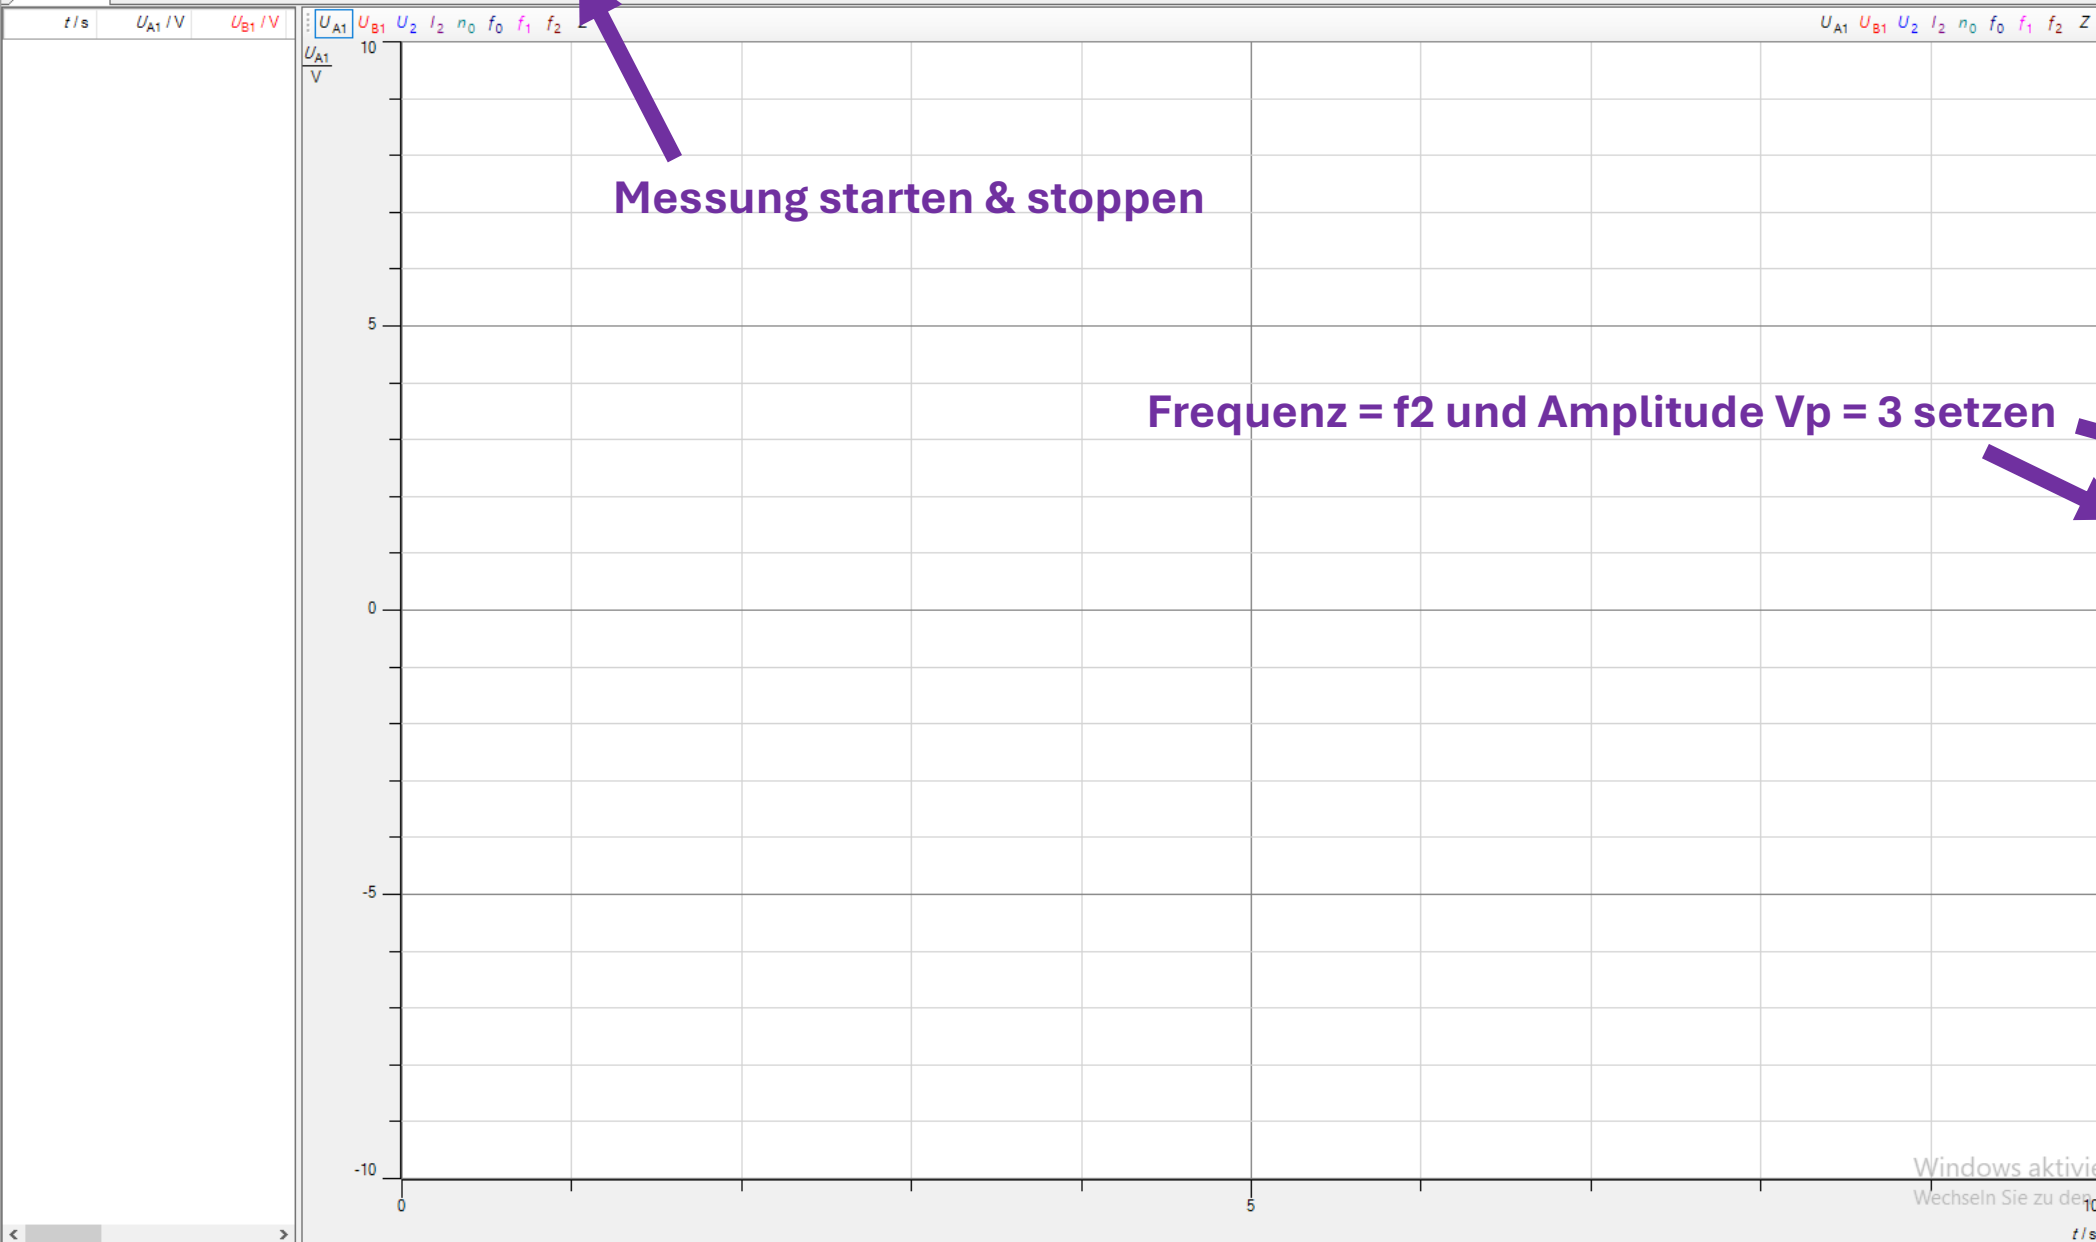 t / s U_A1 / V U_B1 / V U_A1 U_B1 U_2 I_2 n_0 f_0 f_1 f_2 U_A1 U_B1 U_2 I_2 n_0 f_0 f_1 f_2 Z
U_A1
V
10
Messung starten & stoppen
5
Frequenz = f2 und Amplitude Vp = 3 setzen
0
-5
-10
Windows aktivie
Wechseln Sie zu den
0 5 10
t / s